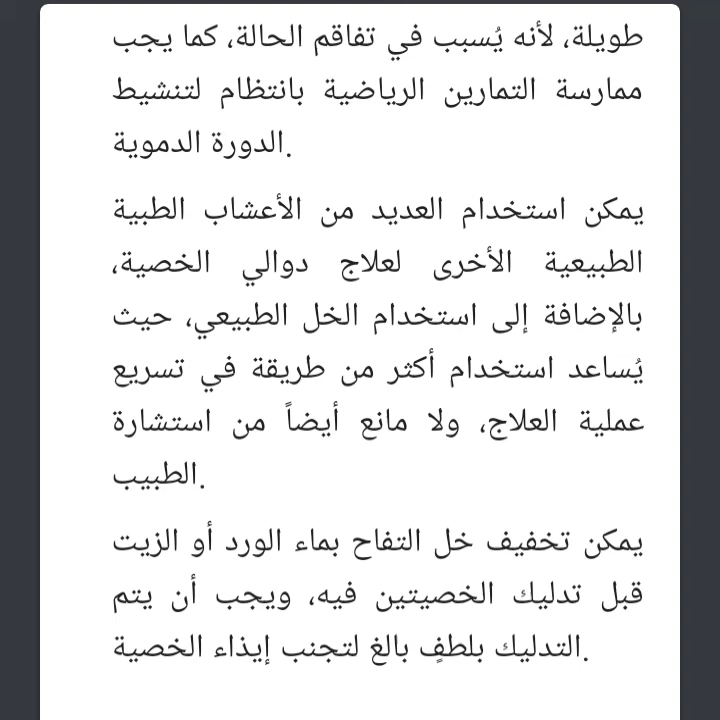 طويلة، لأنه يُسبب في تفاقم الحالة، كما يجب
ممارسة التمارين الرياضية بانتظام لتنشيط
الدورة الدموية.
يمكن استخدام العديد من الأعشاب الطبية
الطبيعية الأخرى لعلاج دوالي الخصية،
بالإضافة إلى استخدام الخل الطبيعي، حيث
يُساعد استخدام أكثر من طريقة في تسريع
عملية العلاج، ولا مانع أيضاً من استشارة
الطبيب.
يمكن تخفيف خل التفاح بماء الورد أو الزيت
قبل تدليك الخصيتين فيه، ويجب أن يتم
التدليك بلطفٍ بالغ لتجنب إيذاء الخصية.